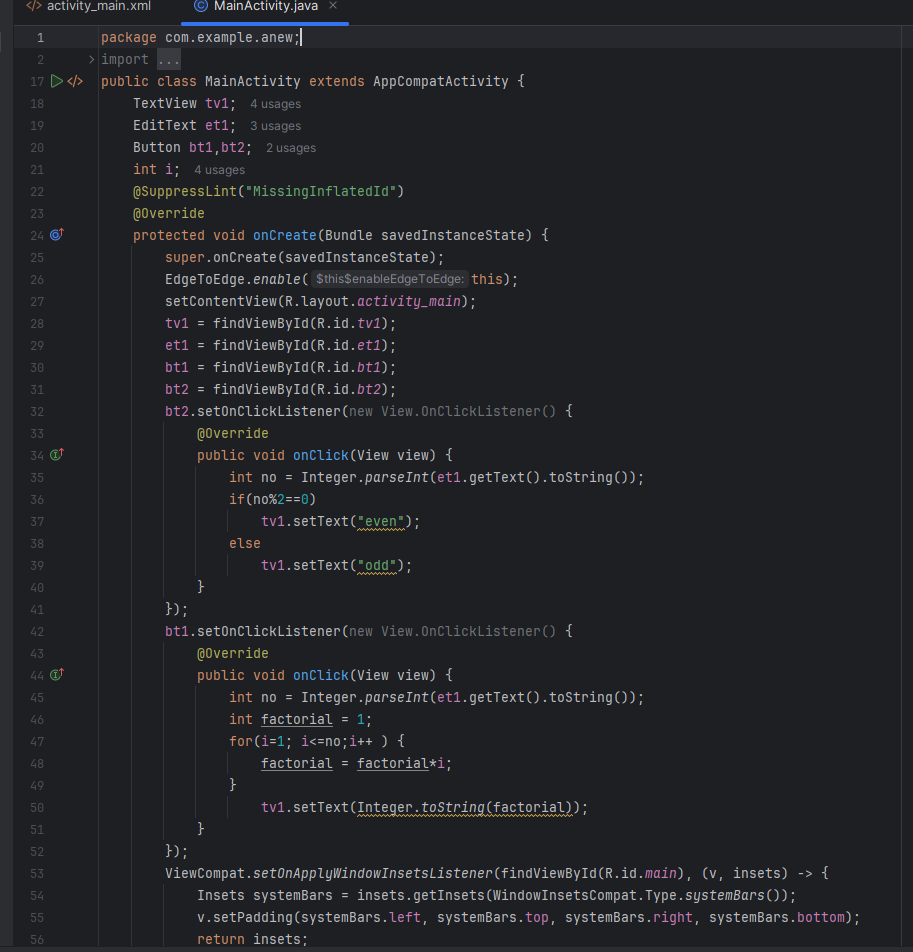 activity_main.xml MainActivity.java
1 package com.example.anew;
2 import ...
17 public class MainActivity extends AppCompatActivity {
18 TextView tv1; 4 usages
19 EditText et1; 3 usages
20 Button bt1,bt2; 2 usages
21 int i; 4 usages
22 @SuppressLint("MissingInflatedId")
23 @Override
24 protected void onCreate(Bundle savedInstanceState) {
25 super.onCreate(savedInstanceState);
26 EdgeToEdge.enable( $this$enableEdgeToEdge: this);
27 setContentView(R.layout.activity_main);
28 tv1 = findViewById(R.id.tv1);
29 et1 = findViewById(R.id.et1);
30 bt1 = findViewById(R.id.bt1);
31 bt2 = findViewById(R.id.bt2);
32 bt2.setOnClickListener(new View.OnClickListener() {
33 @Override
34 public void onClick(View view) {
35 int no = Integer.parseInt(et1.getText().toString());
36 if(no%2==0)
37 tv1.setText("even");
38 else
39 tv1.setText("odd");
40 }
41 });
42 bt1.setOnClickListener(new View.OnClickListener() {
43 @Override
44 public void onClick(View view) {
45 int no = Integer.parseInt(et1.getText().toString());
46 int factorial = 1;
47 for(i=1; i<=no;i++ ) {
48 factorial = factorial*i;
49 }
50 tv1.setText(Integer.toString(factorial));
51 }
52 });
53 ViewCompat.setOnApplyWindowInsetsListener(findViewById(R.id.main), (v, insets) -> {
54 Insets systemBars = insets.getInsets(WindowInsetsCompat.Type.systemBars());
55 v.setPadding(systemBars.left, systemBars.top, systemBars.right, systemBars.bottom);
56 return insets;